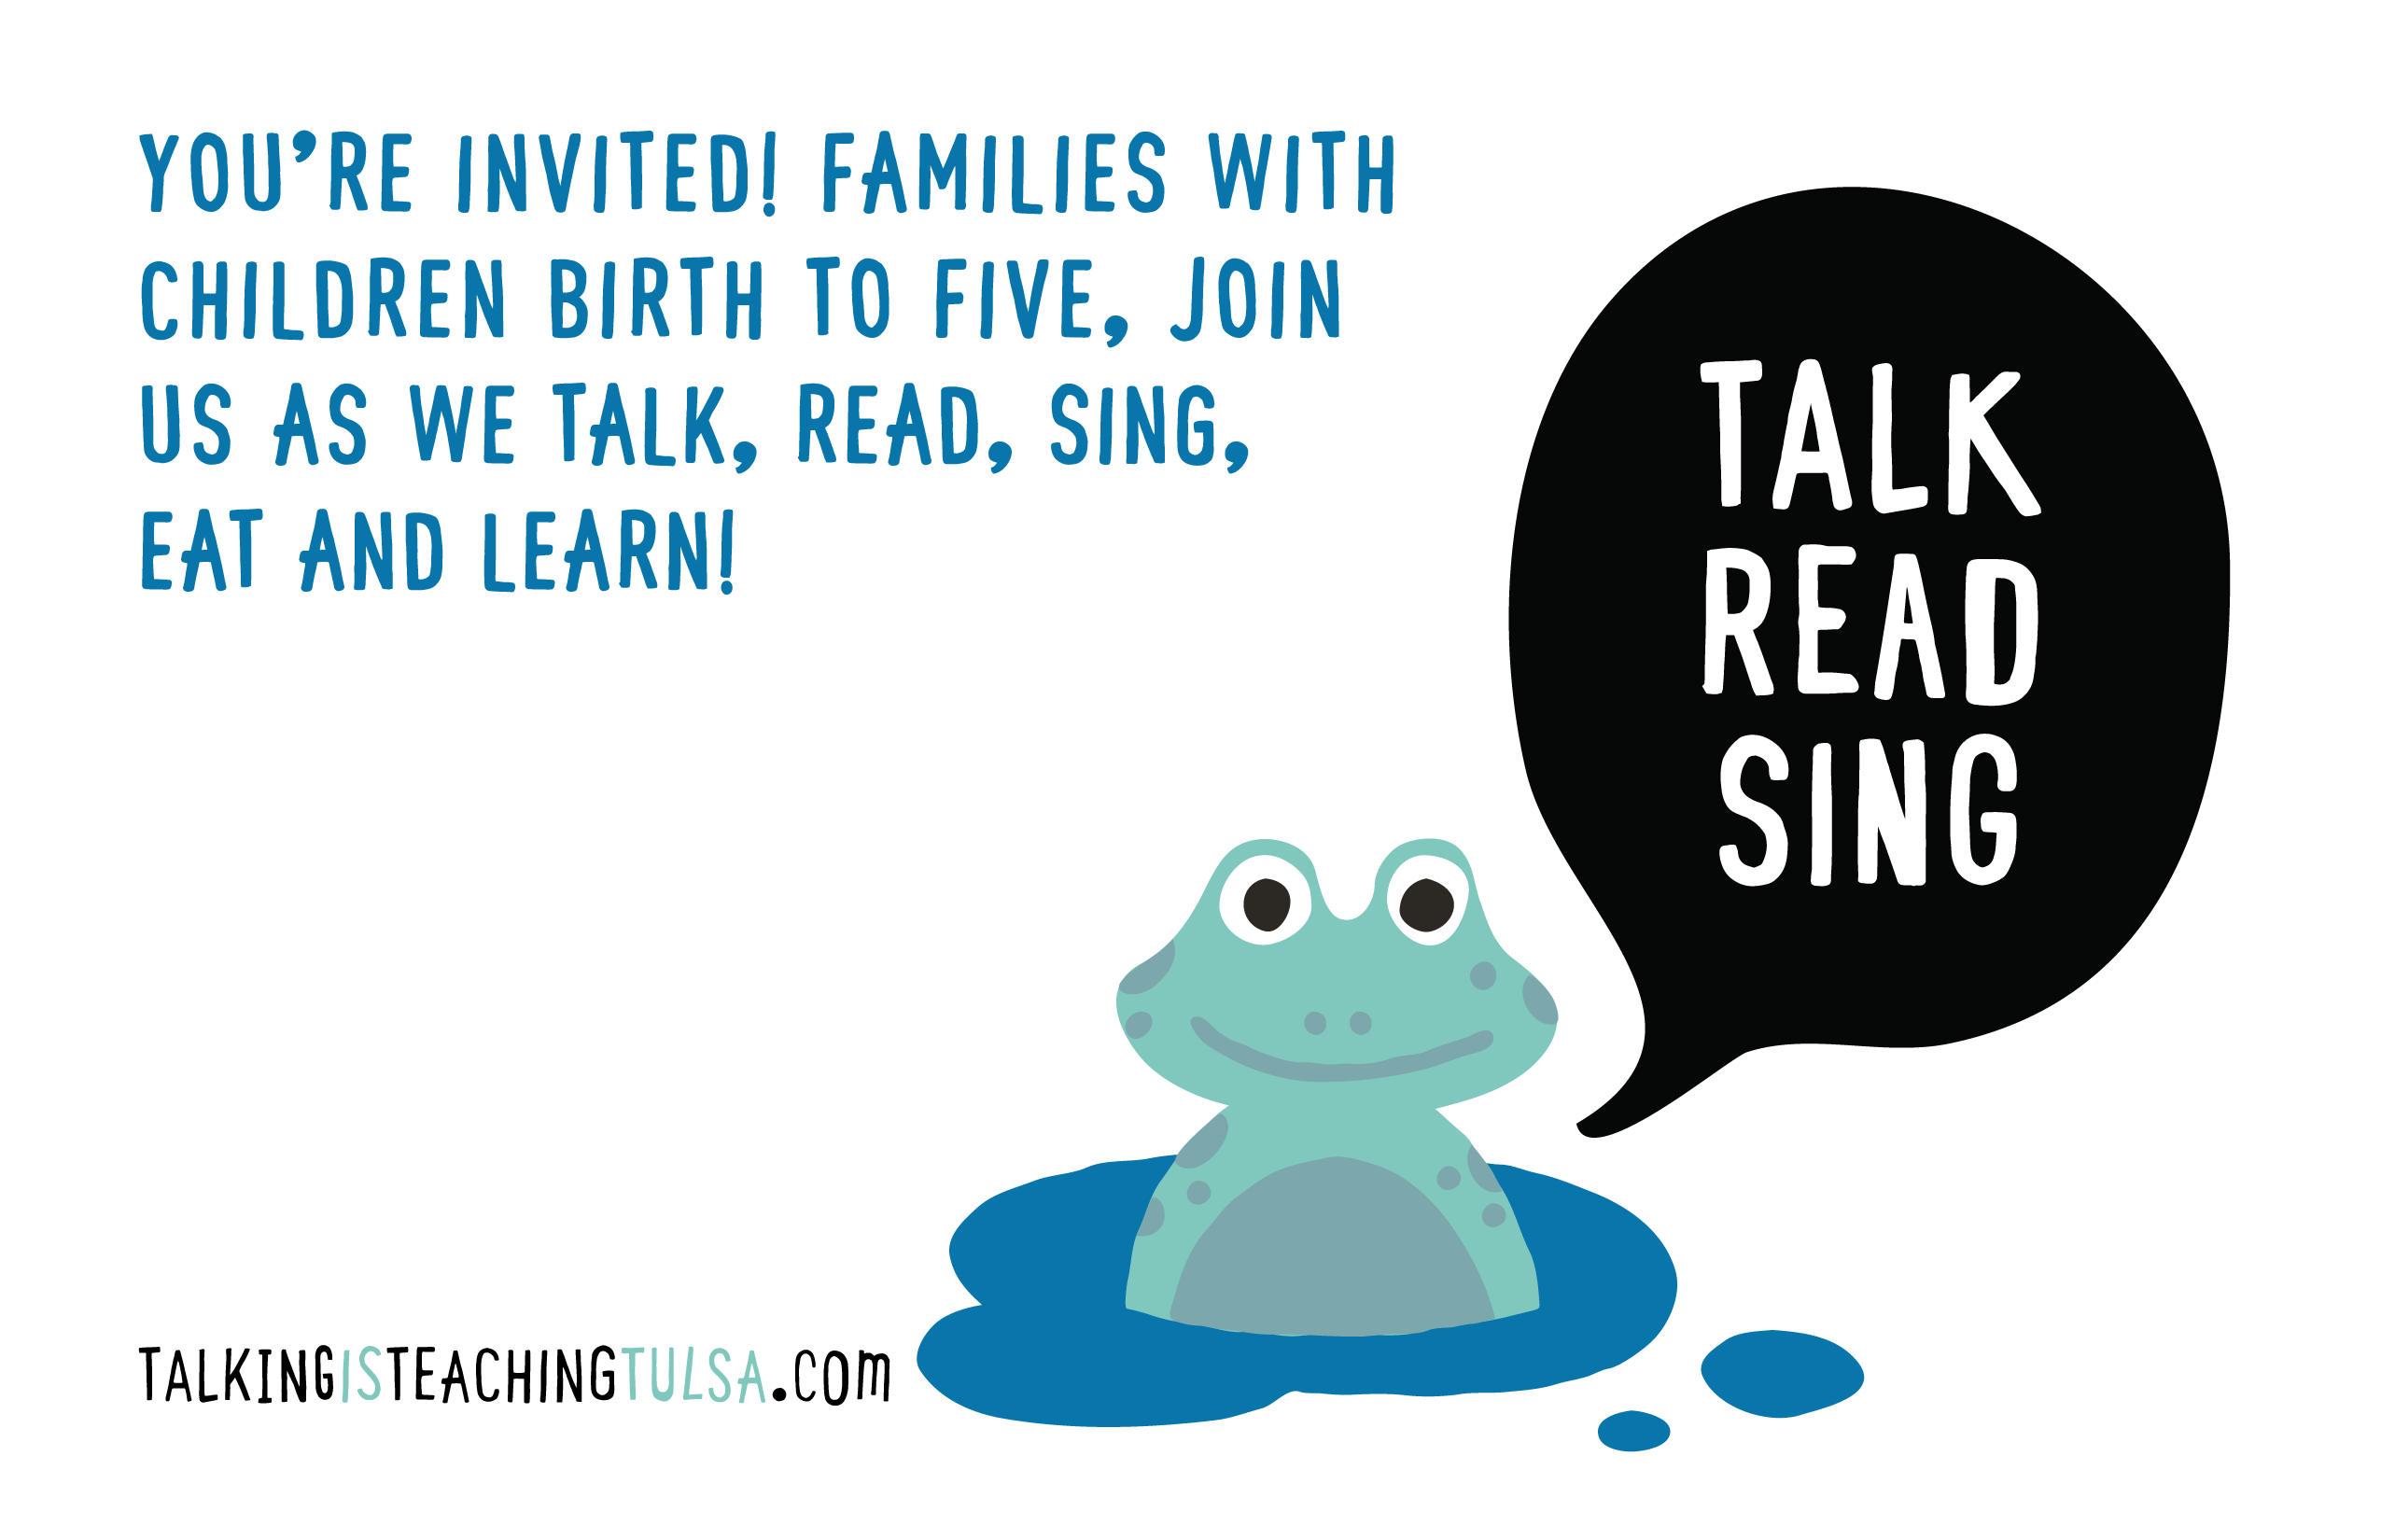 YOU'RE INVITED! FAMILIES WITH
CHILDREN BIRTH TO FIVE, JOIN
US AS WE TALK, READ, SING,
EAT AND LEARN!
TALK
READ
SING
TALKINGISTEACHINGTULSA.COM